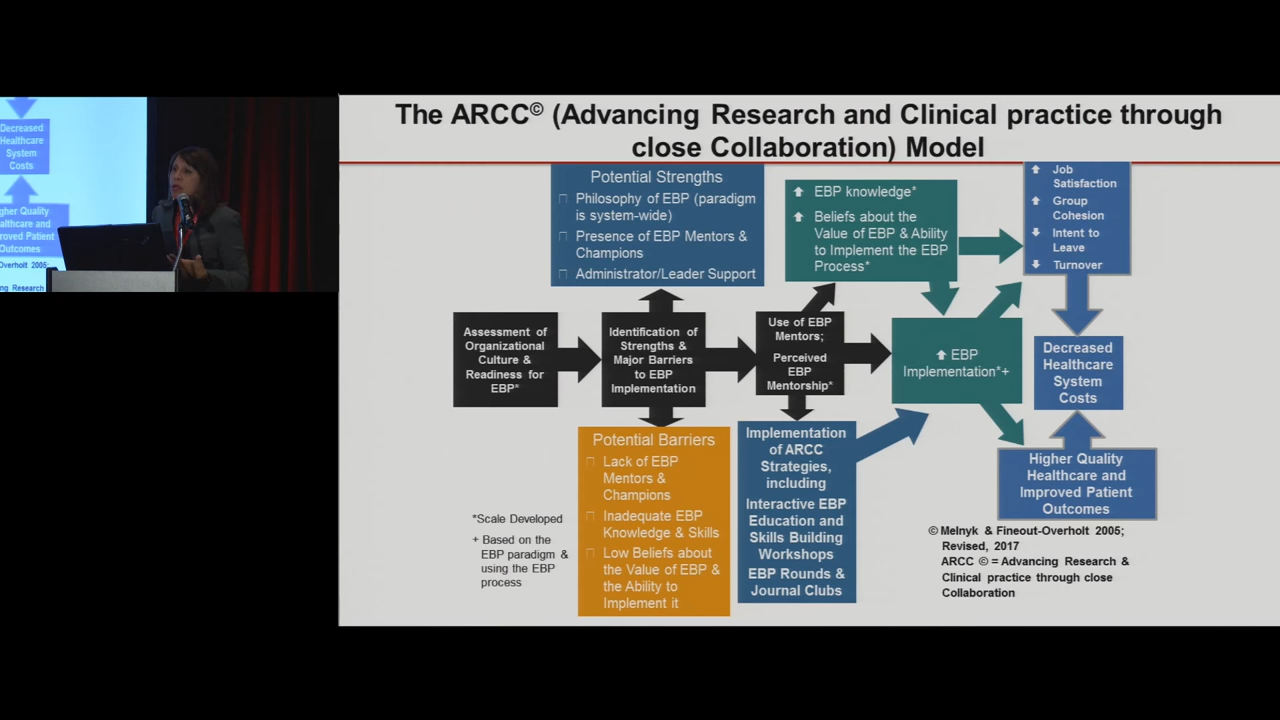 The ARCC© (Advancing Research and Clinical practice through
close Collaboration) Model
Potential Strengths
Philosophy of EBP (paradigm
is system-wide)
Presence of EBP Mentors &
Champions
Administrator/Leader Support
EBP knowledge*
Beliefs about the
Value of EBP & Ability
to Implement the EBP
Process*
Job
Satisfaction
Group
Cohesion
Intent to
Leave
Turnover
Assessment of
Organizational
Culture &
Readiness for
EBP*
Identification of
Strengths &
Major Barriers
to EBP
Implementation
Use of EBP
Mentors;
Perceived
EBP
Mentorship*
EBP
Implementation*+
Decreased
Healthcare
System
Costs
Potential Barriers
Lack of EBP
Mentors &
Champions
Inadequate EBP
Knowledge & Skills
Low Beliefs about
the Value of EBP &
the Ability to
Implement it
Implementation
of ARCC
Strategies,
including
Interactive EBP
Education and
Skills Building
Workshops
EBP Rounds &
Journal Clubs
Higher Quality
Healthcare and
Improved Patient
Outcomes
*Scale Developed
+ Based on the
EBP paradigm &
using the EBP
process
© Melnyk & Fineout-Overholt 2005;
Revised, 2017
ARCC © = Advancing Research &
Clinical practice through close
Collaboration
Decreased
Healthcare
System
Costs
gher Quality
althcare and
roved Patient
Outcomes
Overholt 2005;
ng Research